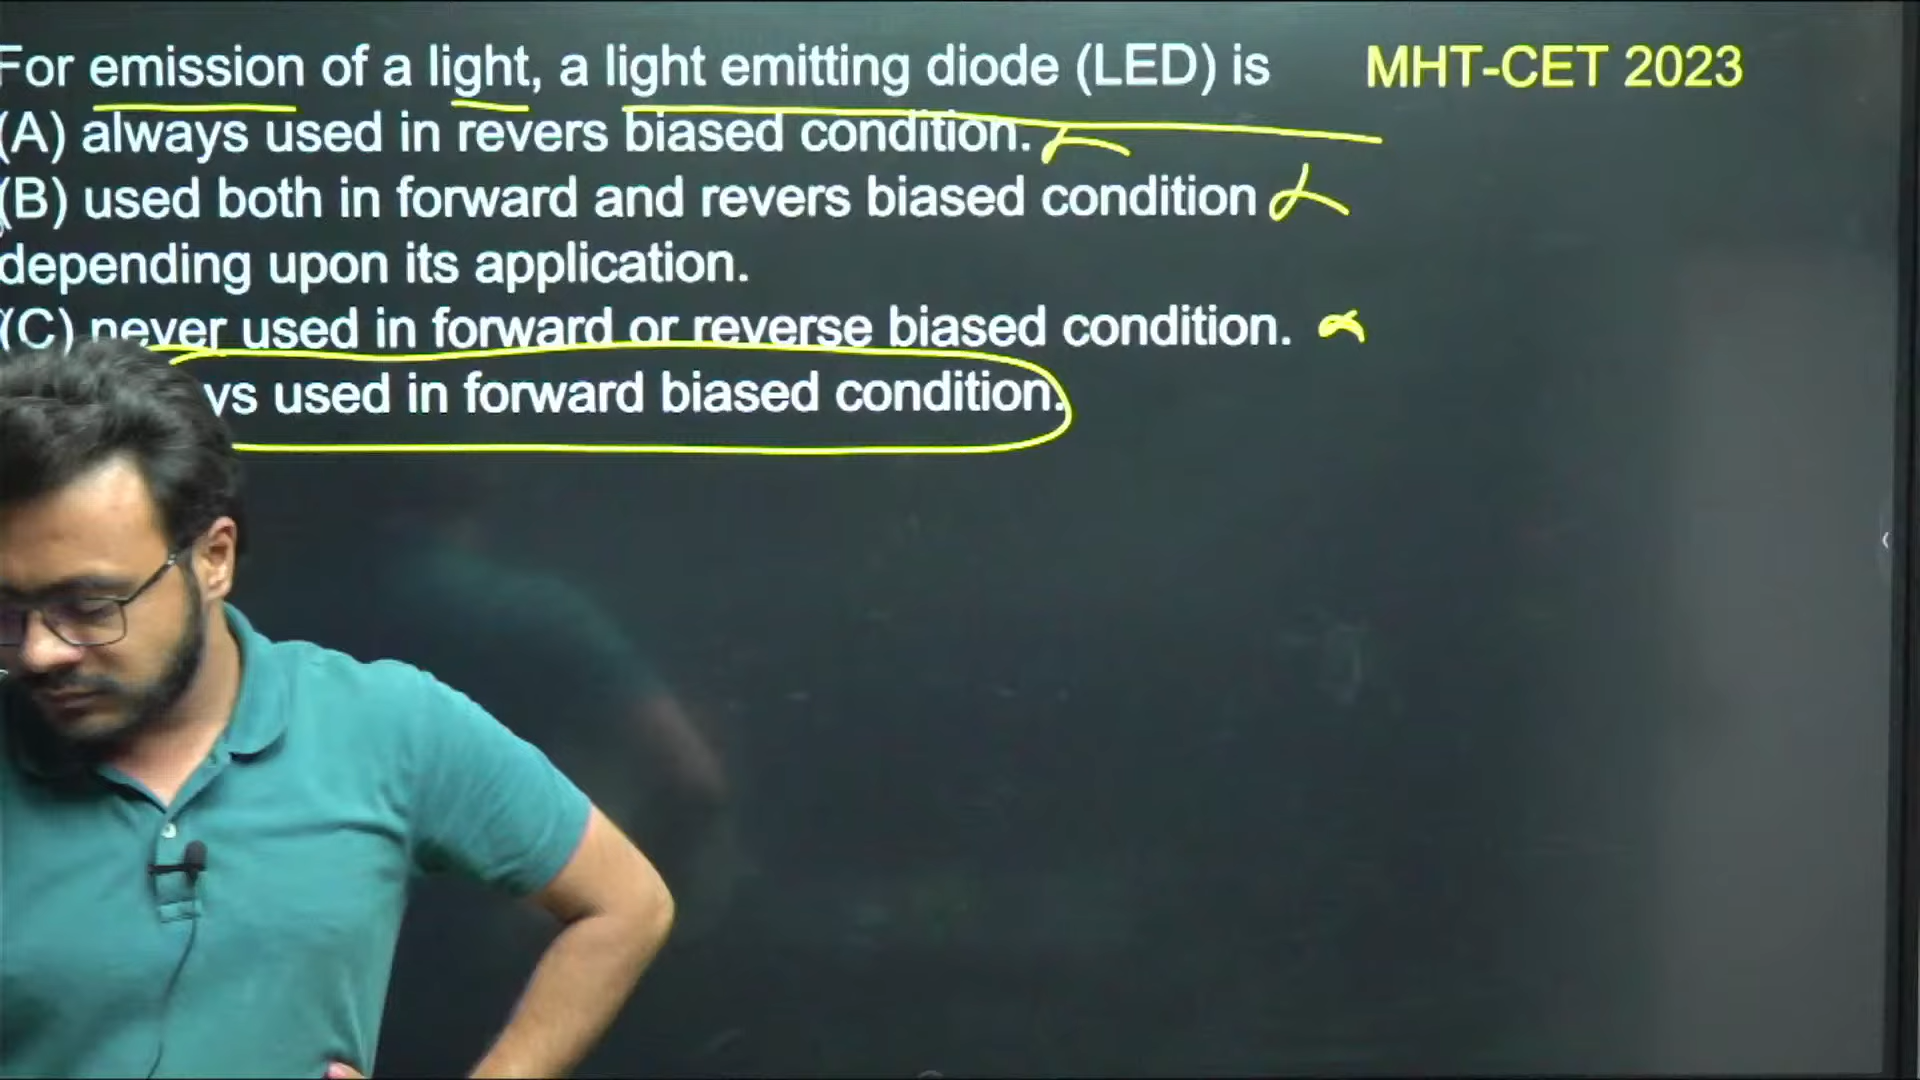 For emission of a light, a light emitting diode (LED) is MHT-CET 2023
(A) always used in revers biased condition.
(B) used both in forward and revers biased condition
depending upon its application.
(C) never used in forward or reverse biased condition.
ys used in forward biased condition.